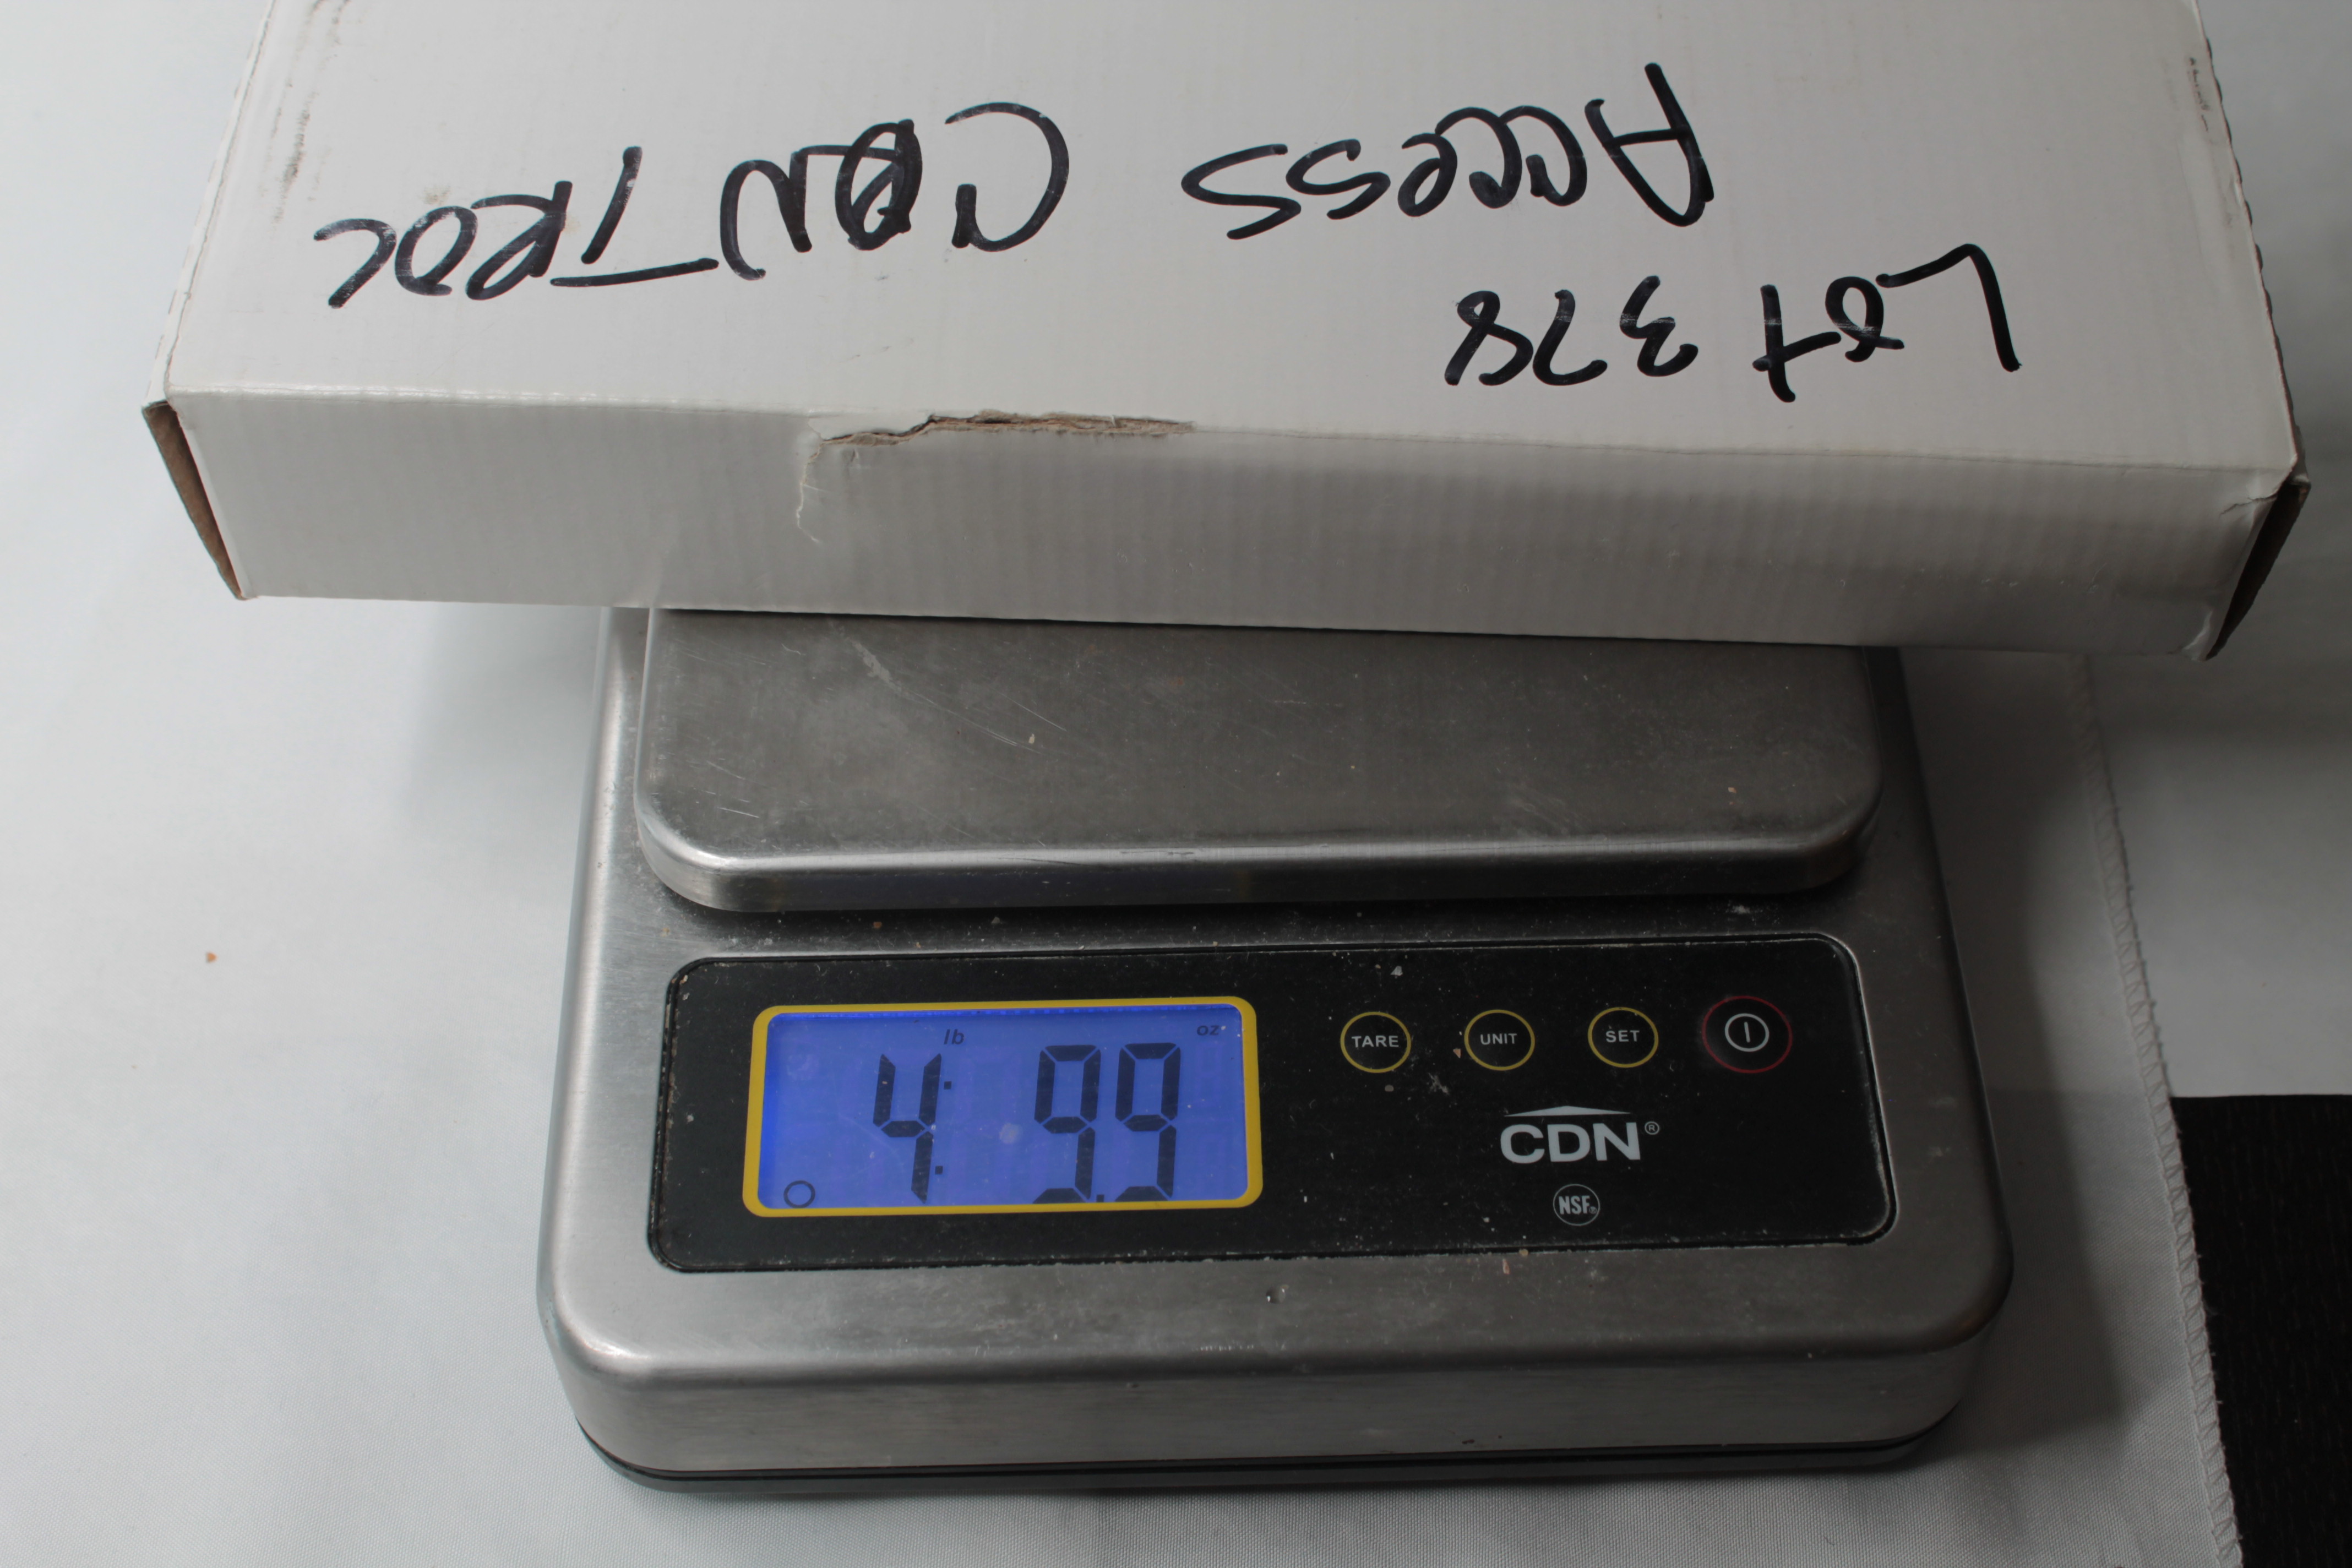 Lot 378
Access CONTROL
lb oz
4: 9.9
TARE UNIT SET
CDN®
NSF®